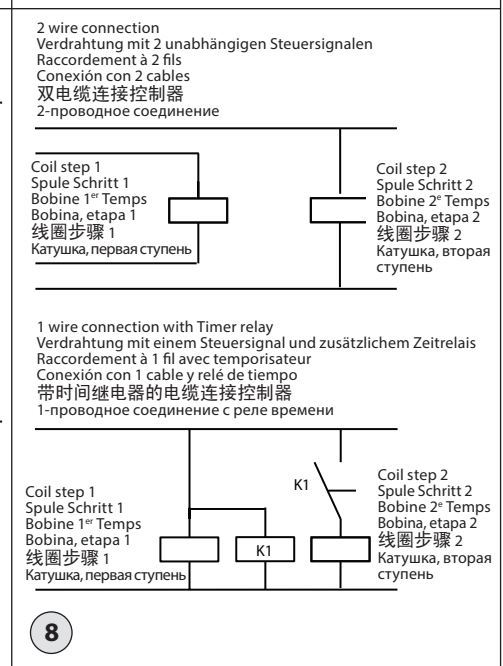 2 wire connection
Verdrahtung mit 2 unabhängigen Steuersignalen
Raccordement à 2 fils
Conexión con 2 cables
双电缆连接控制器
2-проводное соединение
Coil step 1
Spule Schritt 1
Bobine 1er Temps
Bobina, etapa 1
线圈步骤 1
Катушка, первая ступень
Coil step 2
Spule Schritt 2
Bobine 2e Temps
Bobina, etapa 2
线圈步骤 2
Катушка, вторая
ступень
1 wire connection with Timer relay
Verdrahtung mit einem Steuersignal und zusätzlichem Zeitrelais
Raccordement à 1 fil avec temporisateur
Conexión con 1 cable y relé de tiempo
带时间继电器的电缆连接控制器
1-проводное соединение с реле времени
Coil step 1
Spule Schritt 1
Bobine 1er Temps
Bobina, etapa 1
线圈步骤 1
Катушка, первая ступень
K1
K1
Coil step 2
Spule Schritt 2
Bobine 2e Temps
Bobina, etapa 2
线圈步骤 2
Катушка, вторая
ступень
8